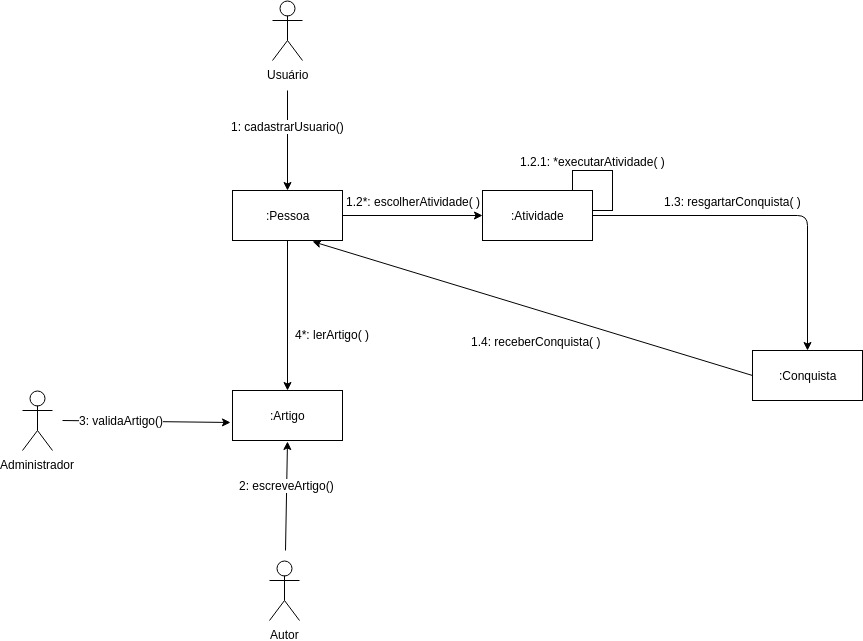 Usuário
1: cadastrarUsuario()
1.2.1: *executarAtividade( )
1.2*: escolherAtividade( )
1.3: resgartarConquista( )
:Pessoa
:Atividade
4*: lerArtigo( )
1.4: receberConquista( )
:Conquista
:Artigo
3: validaArtigo()
Administrador
2: escreveArtigo()
Autor